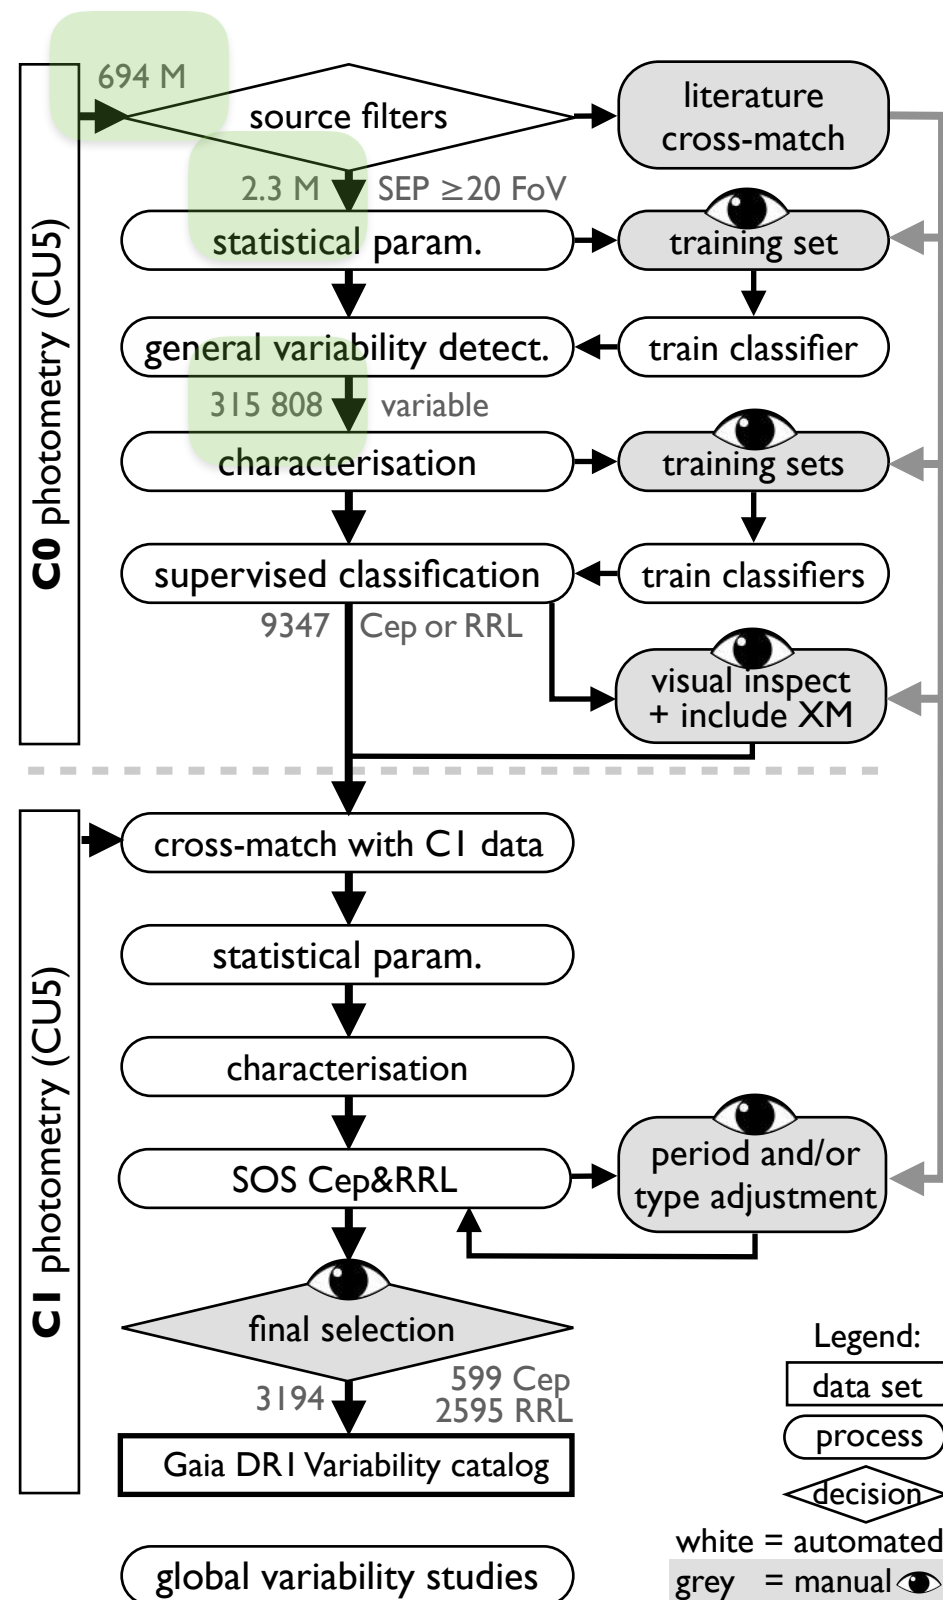 694 M
source filters
literature
cross-match
2.3 M
SEP ≥20 FoV
statistical param.
training set
general variability detect.
train classifier
315 808
variable
characterisation
training sets
supervised classification
train classifiers
9347
Cep or RRL
visual inspect
+ include XM
C0 photometry (CU5)
cross-match with C1 data
statistical param.
characterisation
SOS Cep&RRL
period and/or
type adjustment
final selection
3194
599 Cep
2595 RRL
Gaia DR1 Variability catalog
C1 photometry (CU5)
global variability studies
Legend:
data set
process
decision
white = automated
grey = manual